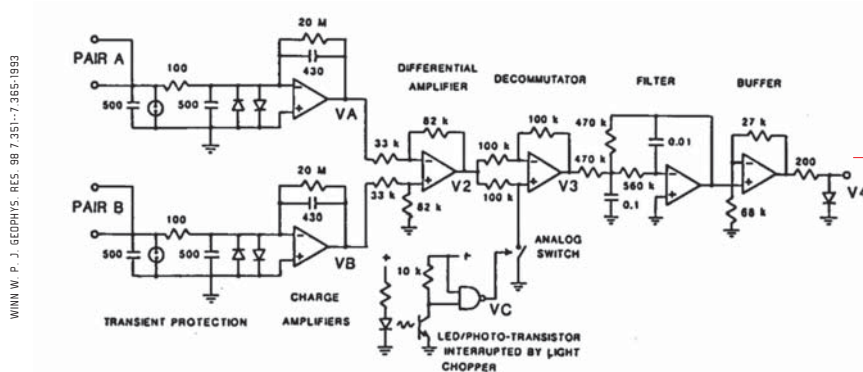 WINN W. P. J. GEOPHYS. RES. 98 7.351--7.365-1993
20 M
PAIR A
100
430
500
500
VA
DIFFERENTIAL
AMPLIFIER
DECOMMUTATOR
FILTER
BUFFER
82 k
33 k
100 k
100 k
470 k
470 k
0.01
27 k
200
V2
100 k
V3
560 k
V4
20 M
33 k
82 k
0.1
68 k
PAIR B
100
430
500
500
VB
ANALOG
SWITCH
10 k
VC
TRANSIENT PROTECTION
CHARGE
AMPLIFIERS
LED/PHOTO-TRANSISTOR
INTERRUPTED BY LIGHT
CHOPPER